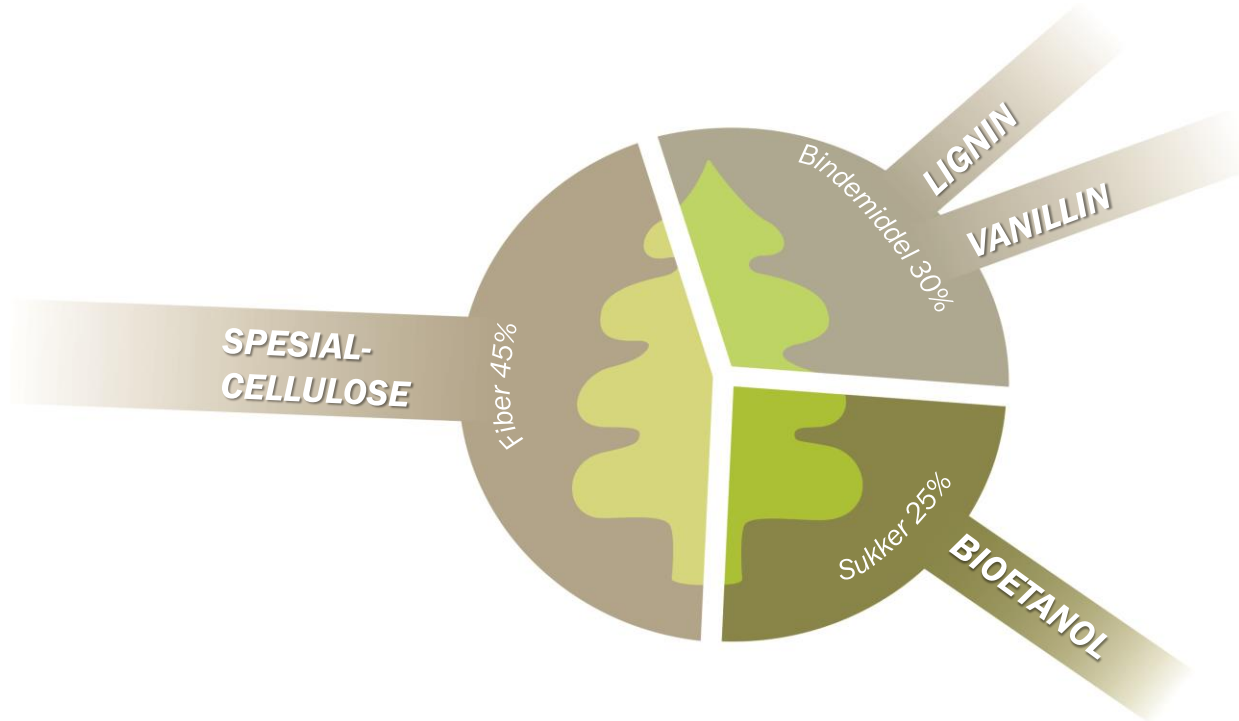 SPESIAL-
CELLULOSE
Fiber 45%
Bindemiddel 30%
LIGNIN
VANILLIN
Sukker 25%
BIOETANOL